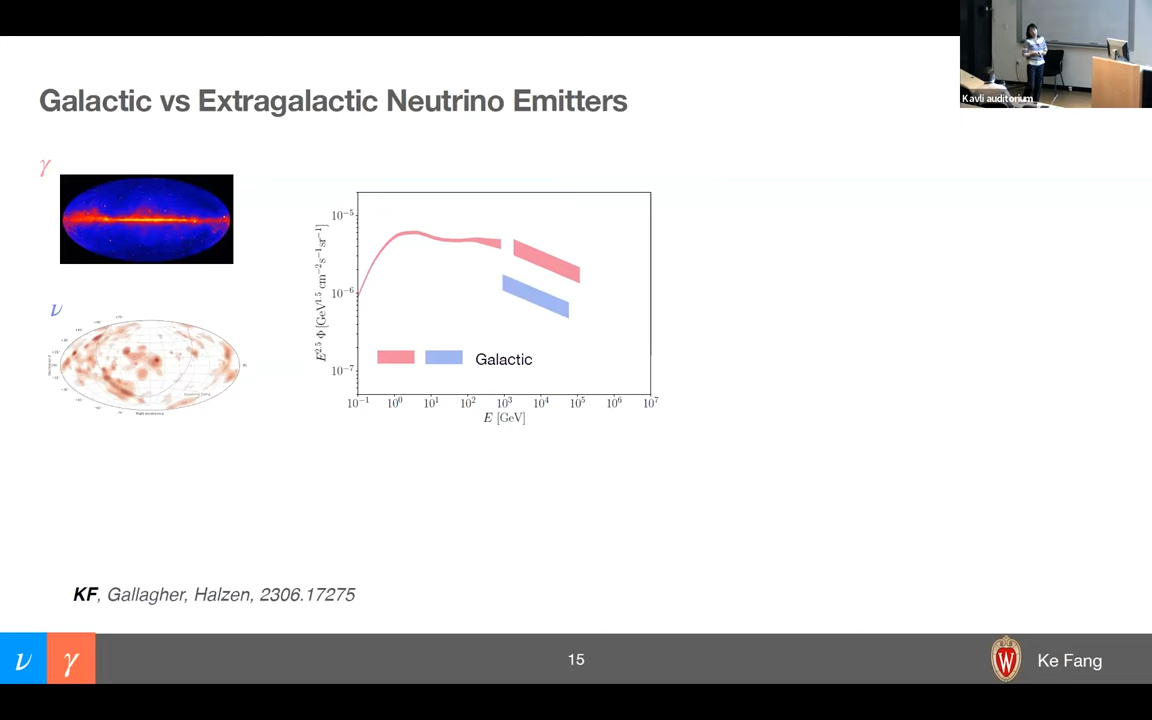 Kavli auditorium
Galactic vs Extragalactic Neutrino Emitters
γ
ν
E^2.5 Φ [GeV^1.5 cm^−2 s^−1 sr^−1]
10^−5
10^−6
10^−7
Galactic
10^−1 10^0 10^1 10^2 10^3 10^4 10^5 10^6 10^7
E [GeV]
KF, Gallagher, Halzen, 2306.17275
ν γ
15
W
Ke Fang